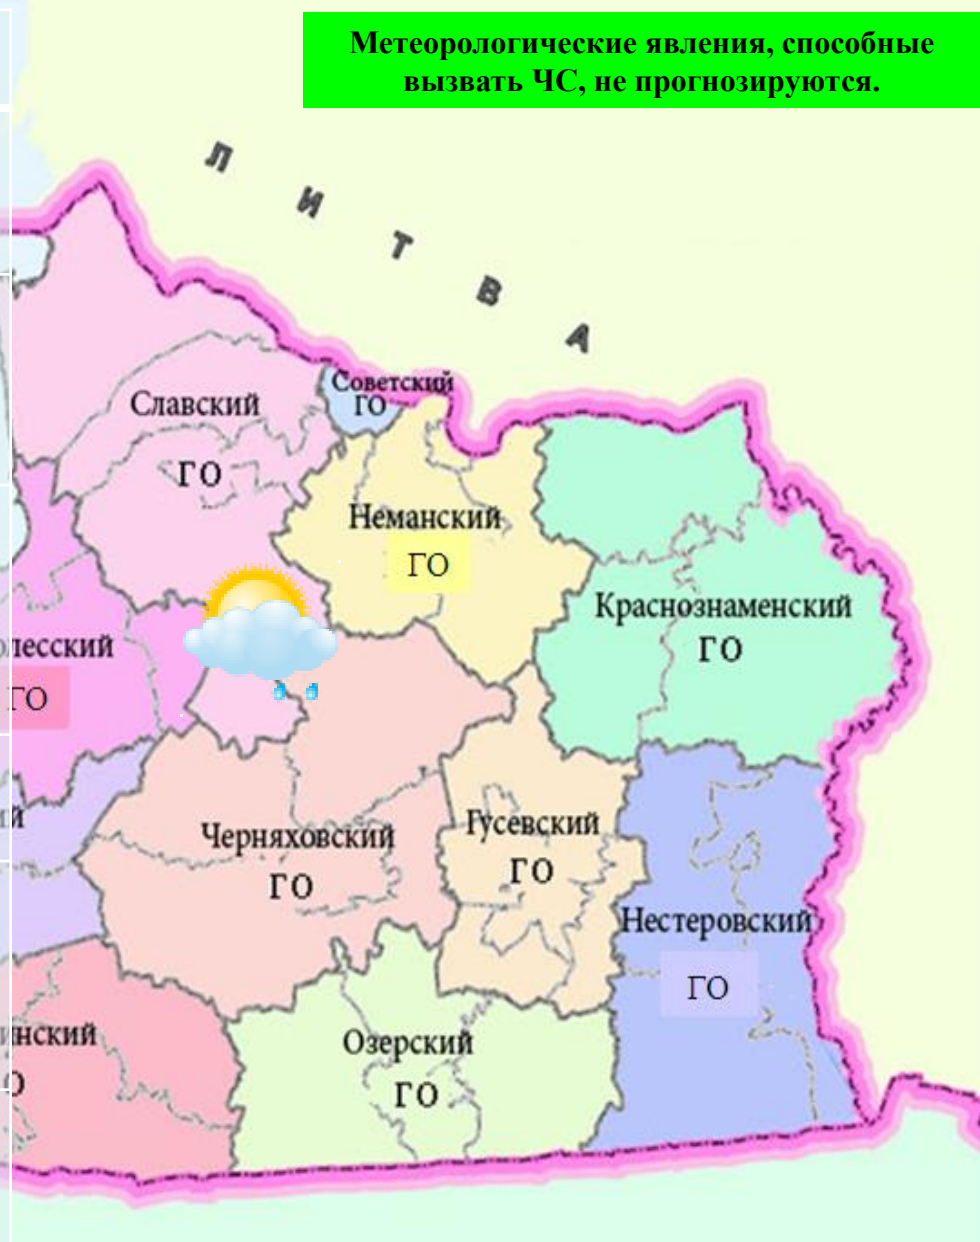 Метеорологические явления, способные
вызвать ЧС, не прогнозируются.
Л И Т В А
Советский
ГО
Славский
ГО
Неманский
ГО
Краснознаменский
ГО
ГО
Черняховский
ГО
Гусевский
ГО
Нестеровский
ГО
Озерский
ГО